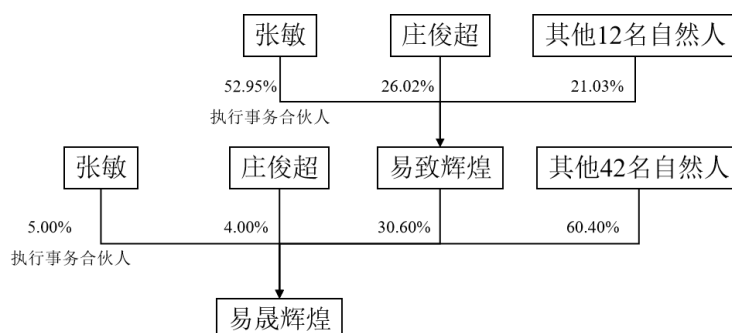 张敏
庄俊超
其他12名自然人
52.95%
26.02%
21.03%
执行事务合伙人
张敏
庄俊超
易致辉煌
其他42名自然人
5.00%
4.00%
30.60%
60.40%
执行事务合伙人
易晟辉煌